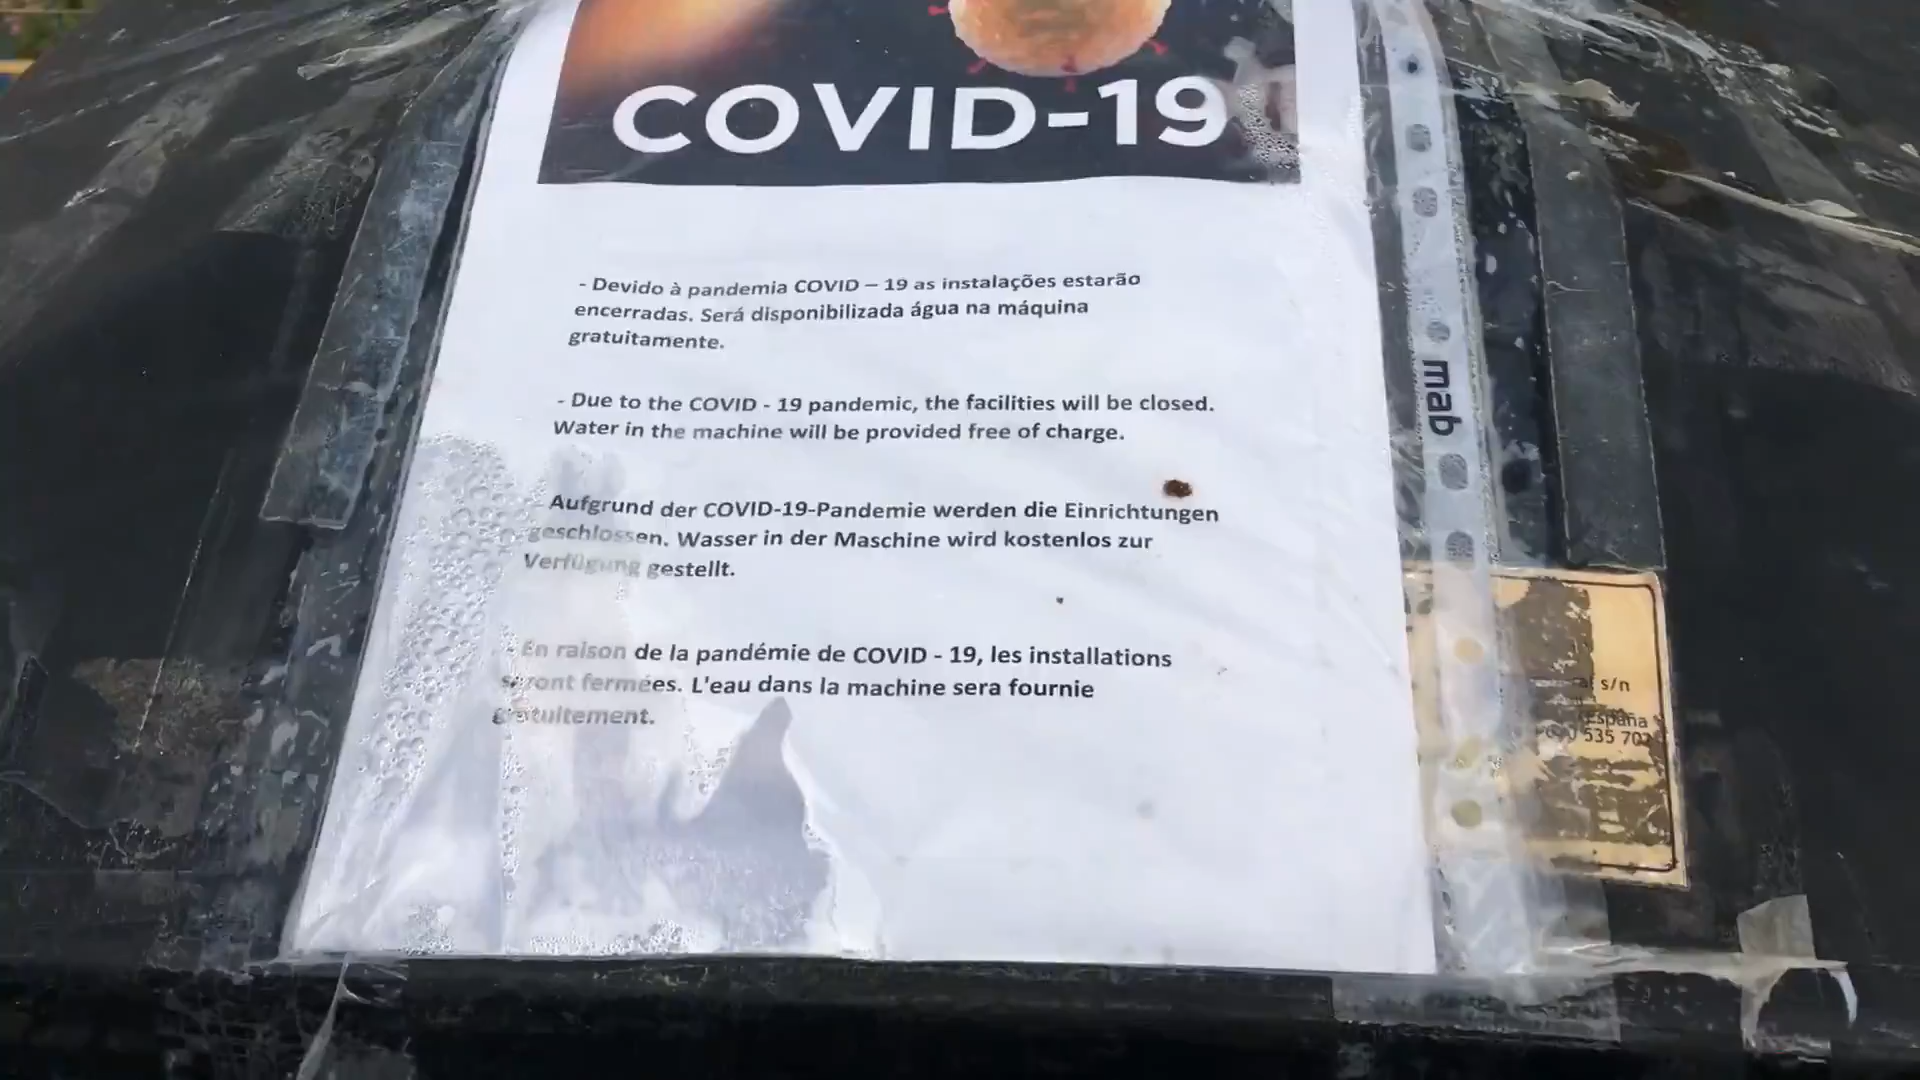 COVID-19
- Devido à pandemia COVID – 19 as instalações estarão
encerradas. Será disponibilizada água na máquina
gratuitamente.
- Due to the COVID - 19 pandemic, the facilities will be closed.
Water in the machine will be provided free of charge.
Aufgrund der COVID-19-Pandemie werden die Einrichtungen
geschlossen. Wasser in der Maschine wird kostenlos zur
Verfügung gestellt.
En raison de la pandémie de COVID - 19, les installations
seront fermées. L'eau dans la machine sera fournie
gratuitement.
mab
s/n
España
535